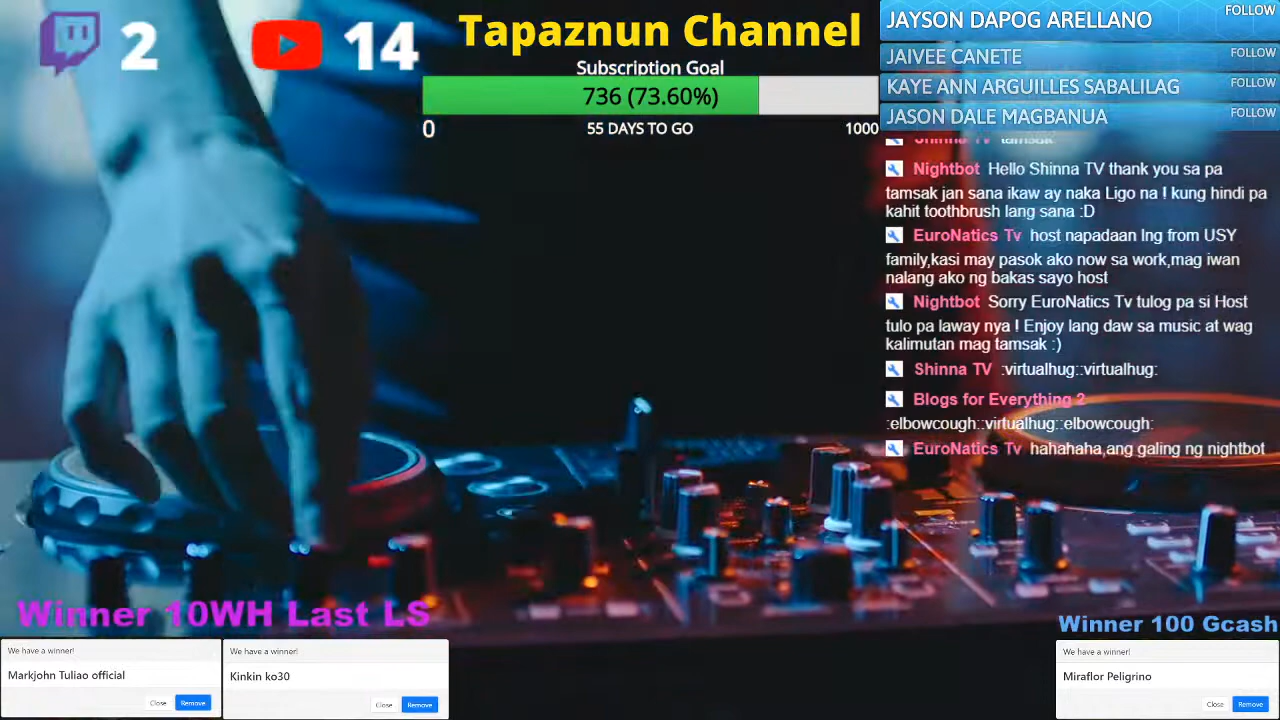 2
14
Tapaznun Channel
Subscription Goal
736 (73.60%)
0
55 DAYS TO GO
1000
JAYSON DAPOG ARELLANO
FOLLOW
JAIVEE CANETE
FOLLOW
KAYE ANN ARGUILLES SABALILAG
FOLLOW
JASON DALE MAGBANUA
FOLLOW
Shinna TV tamsak
Nightbot Hello Shinna TV thank you sa pa
tamsak jan sana ikaw ay naka Ligo na ! kung hindi pa
kahit toothbrush lang sana :D
EuroNatics Tv host napadaan lng from USY
family,kasi may pasok ako now sa work,mag iwan
nalang ako ng bakas sayo host
Nightbot Sorry EuroNatics Tv tulog pa si Host
tulo pa laway nya ! Enjoy lang daw sa music at wag
kalimutan mag tamsak :)
Shinna TV :virtualhug::virtualhug:
Blogs for Everything 2
:elbowcough::virtualhug::elbowcough:
EuroNatics Tv hahahaha,ang galing ng nightbot
Winner 10WH Last LS
We have a winner!
Markjohn Tuliao official
Close Remove
We have a winner!
Kinkin ko30
Close Remove
Winner 100 Gcash
We have a winner!
Miraflor Peligrino
Close Remove